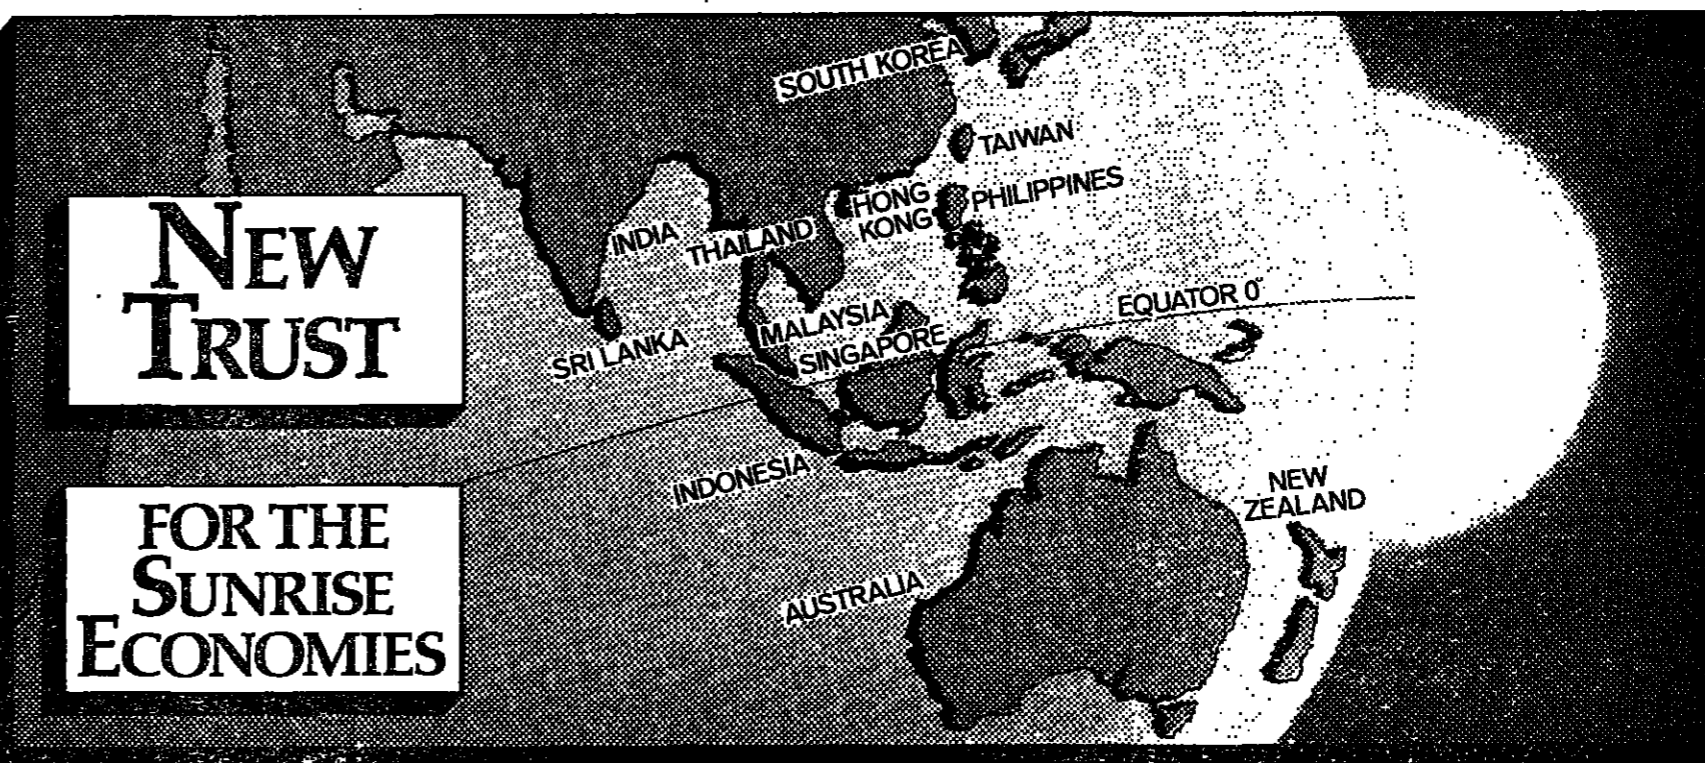 NEW
TRUST
FOR THE
SUNRISE
ECONOMIES
SOUTH KOREA
TAIWAN
HONG
KONG
PHILIPPINES
INDIA
THAILAND
EQUATOR 0°
MALAYSIA
SINGAPORE
SRI LANKA
INDONESIA
NEW
ZEALAND
AUSTRALIA